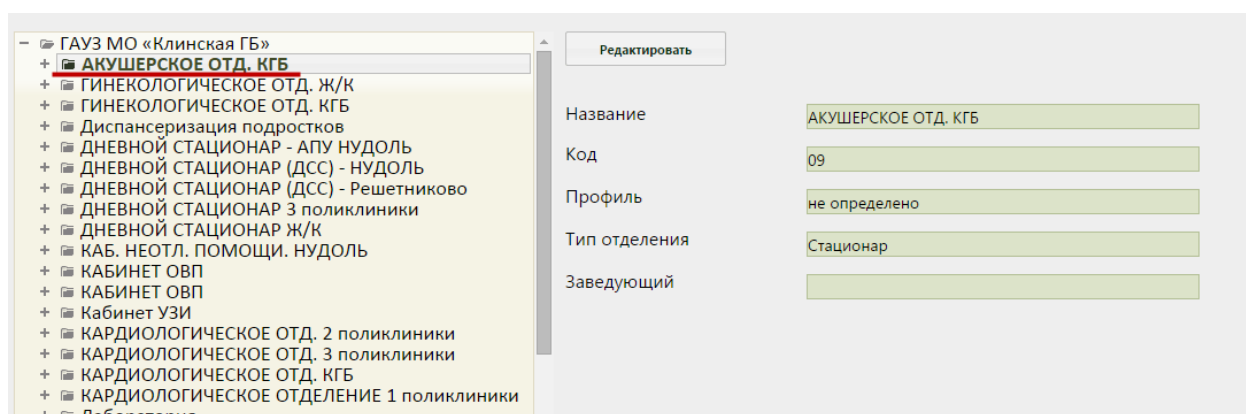 ГАУЗ МО «Клинская ГБ»
АКУШЕРСКОЕ ОТД. КГБ
ГИНЕКОЛОГИЧЕСКОЕ ОТД. Ж/К
ГИНЕКОЛОГИЧЕСКОЕ ОТД. КГБ
Диспансеризация подростков
ДНЕВНОЙ СТАЦИОНАР - АПУ НУДОЛЬ
ДНЕВНОЙ СТАЦИОНАР (ДСС) - НУДОЛЬ
ДНЕВНОЙ СТАЦИОНАР (ДСС) - Решетниково
ДНЕВНОЙ СТАЦИОНАР 3 поликлиники
ДНЕВНОЙ СТАЦИОНАР Ж/К
КАБ. НЕОТЛ. ПОМОЩИ. НУДОЛЬ
КАБИНЕТ ОВП
КАБИНЕТ ОВП
Кабинет УЗИ
КАРДИОЛОГИЧЕСКОЕ ОТД. 2 поликлиники
КАРДИОЛОГИЧЕСКОЕ ОТД. 3 поликлиники
КАРДИОЛОГИЧЕСКОЕ ОТД. КГБ
КАРДИОЛОГИЧЕСКОЕ ОТДЕЛЕНИЕ 1 поликлиники
Редактировать
Название АКУШЕРСКОЕ ОТД. КГБ
Код 09
Профиль не определено
Тип отделения Стационар
Заведующий